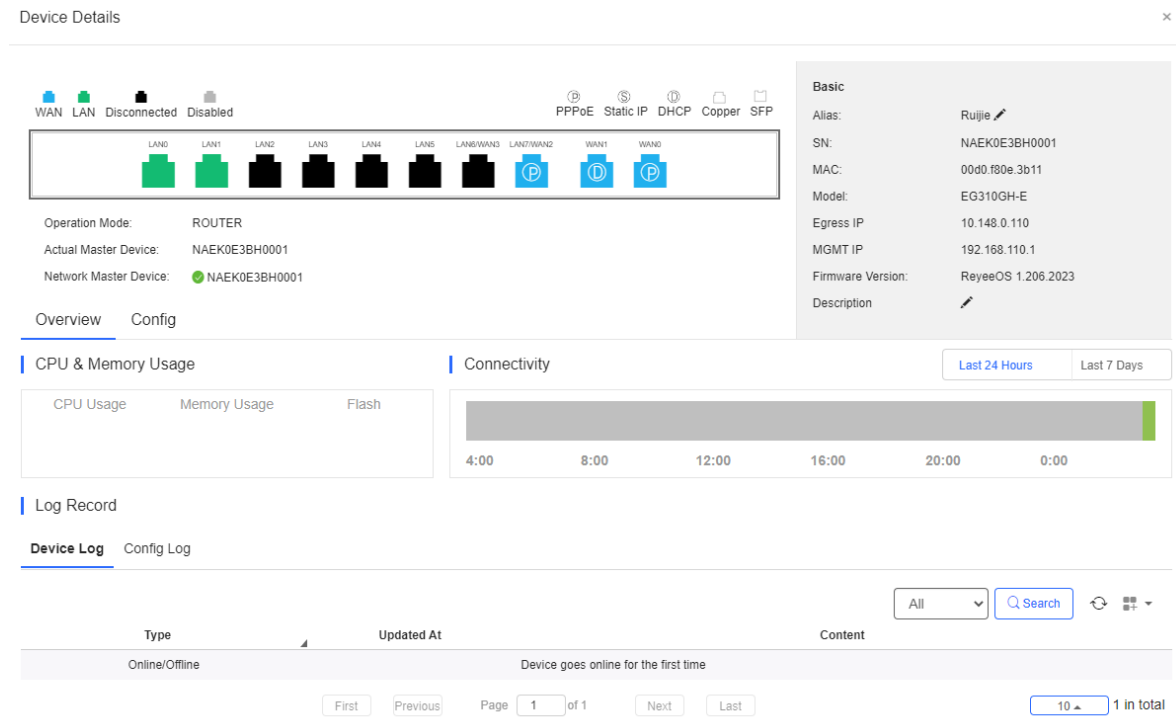 Device Details ×
WAN LAN Disconnected Disabled
P S D
PPPoE Static IP DHCP Copper SFP
LAN0 LAN1 LAN2 LAN3 LAN4 LAN5 LAN6/WAN3 LAN7/WAN2 WAN1 WAN0
P D P
Operation Mode: ROUTER
Actual Master Device: NAEK0E3BH0001
Network Master Device: NAEK0E3BH0001
Basic
Alias: Ruijie
SN: NAEK0E3BH0001
MAC: 00d0.f80e.3b11
Model: EG310GH-E
Egress IP 10.148.0.110
MGMT IP 192.168.110.1
Firmware Version: ReyeeOS 1.206.2023
Description
Overview Config
CPU & Memory Usage
CPU Usage Memory Usage Flash
Connectivity Last 24 Hours Last 7 Days
4:00 8:00 12:00 16:00 20:00 0:00
Log Record
Device Log Config Log
All Search
Type Updated At Content
Online/Offline Device goes online for the first time
First Previous Page 1 of 1 Next Last 10 1 in total